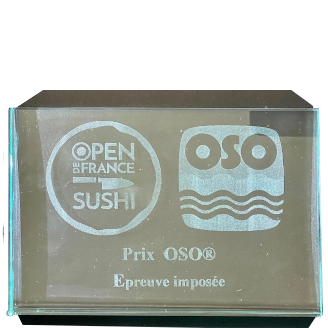 OPEN
DE FRANCE
SUSHI
OSO
Prix OSO®
Epreuve imposée